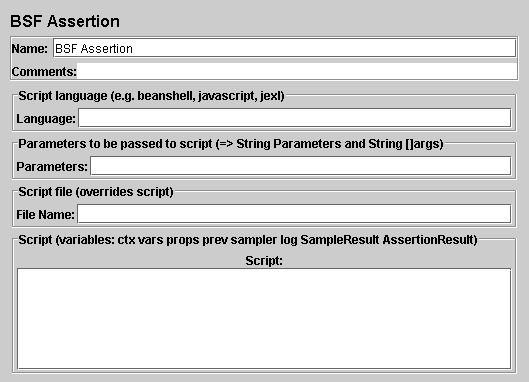 BSF Assertion
Name: BSF Assertion
Comments:
Script language (e.g. beanshell, javascript, jexl)
Language:
Parameters to be passed to script (=> String Parameters and String []args)
Parameters:
Script file (overrides script)
File Name:
Script (variables: ctx vars props prev sampler log SampleResult AssertionResult)
Script: